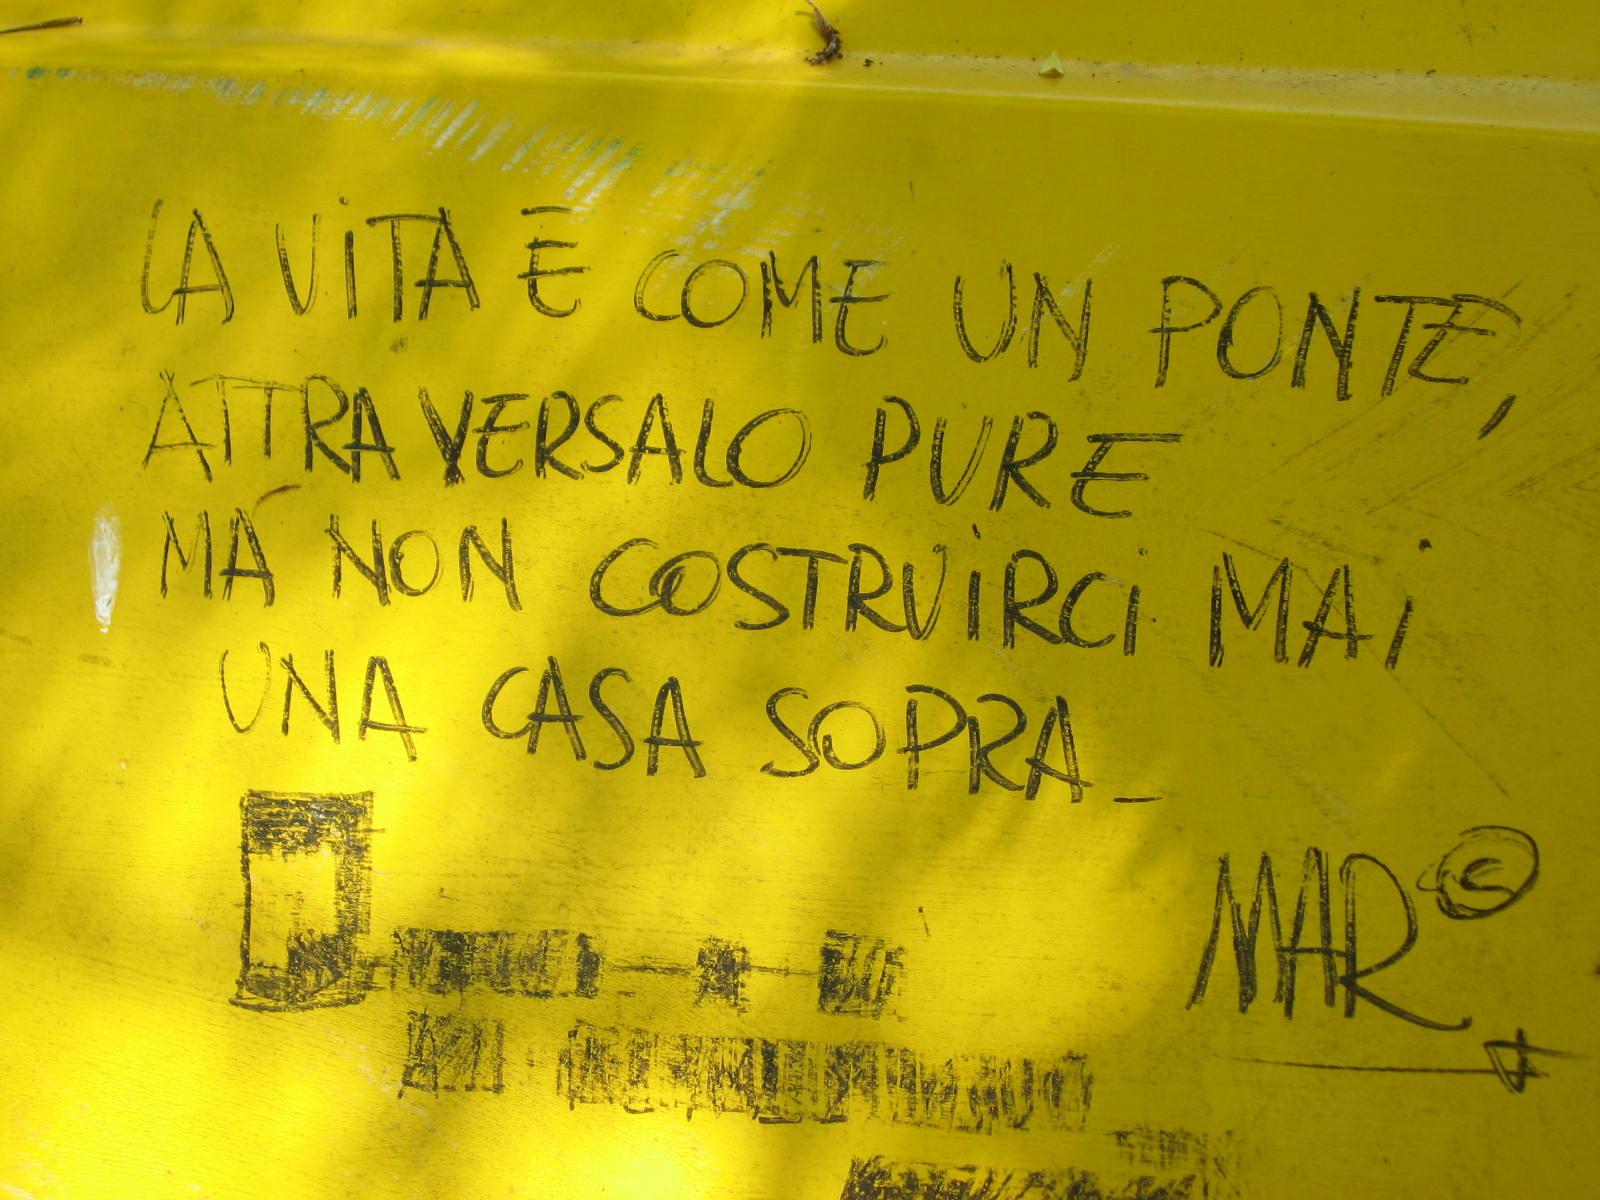 LA ViTA Ē COME UN PONTE,
ATTRAVERSALO PURE
MA NON COSTRUiRCi MAi
UNA CASA SOPRA_
MAR©